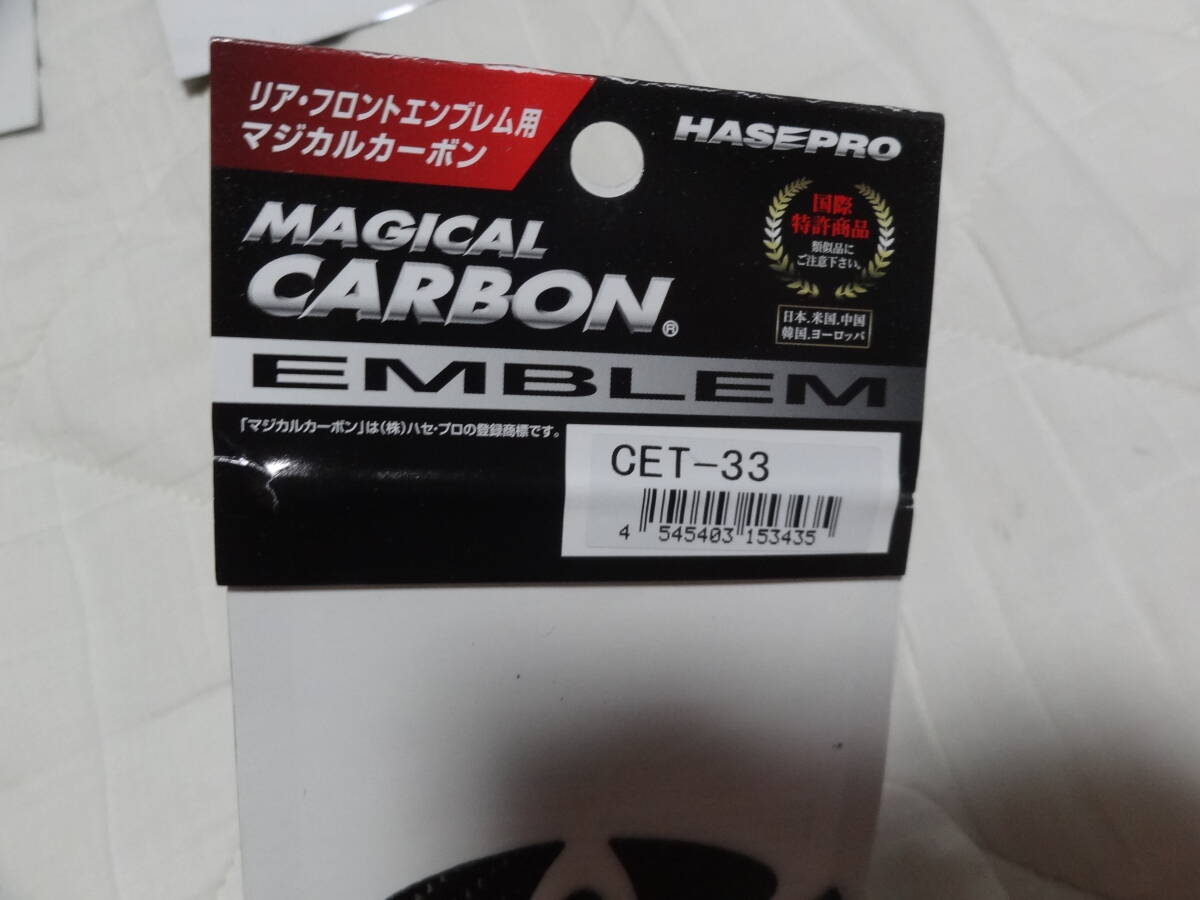 リア・フロントエンブレム用
マジカルカーボン
HASEPRO
国際
特許商品
類似品に
ご注意下さい。
日本.米国.中国
韓国.ヨーロッパ
MAGICAL
CARBON®
EMBLEM
「マジカルカーボン」は(株)ハセ・プロの登録商標です。
CET-33
4 545403 153435